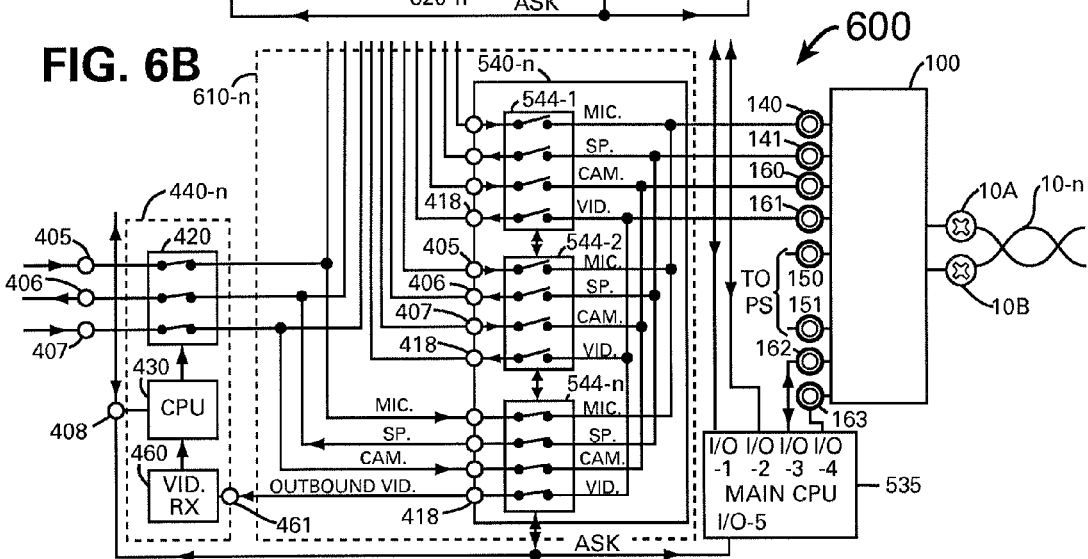 620-n
ASK
600
FIG. 6B
540-n
100
610-n
544-1
MIC.
140
SP.
141
CAM.
160
10A
10-n
440-n
418
VID.
161
420
405
544-2
MIC.
405
406
SP.
TO PS
150
406
407
CAM.
151
10B
407
418
VID.
162
430
544-n
CPU
MIC.
MIC.
163
408
SP.
SP.
I/O -1
I/O -2
I/O -3
I/O -4
460
CAM.
CAM.
VID. RX
OUTBOUND VID.
VID.
MAIN CPU
535
461
418
I/O-5
ASK